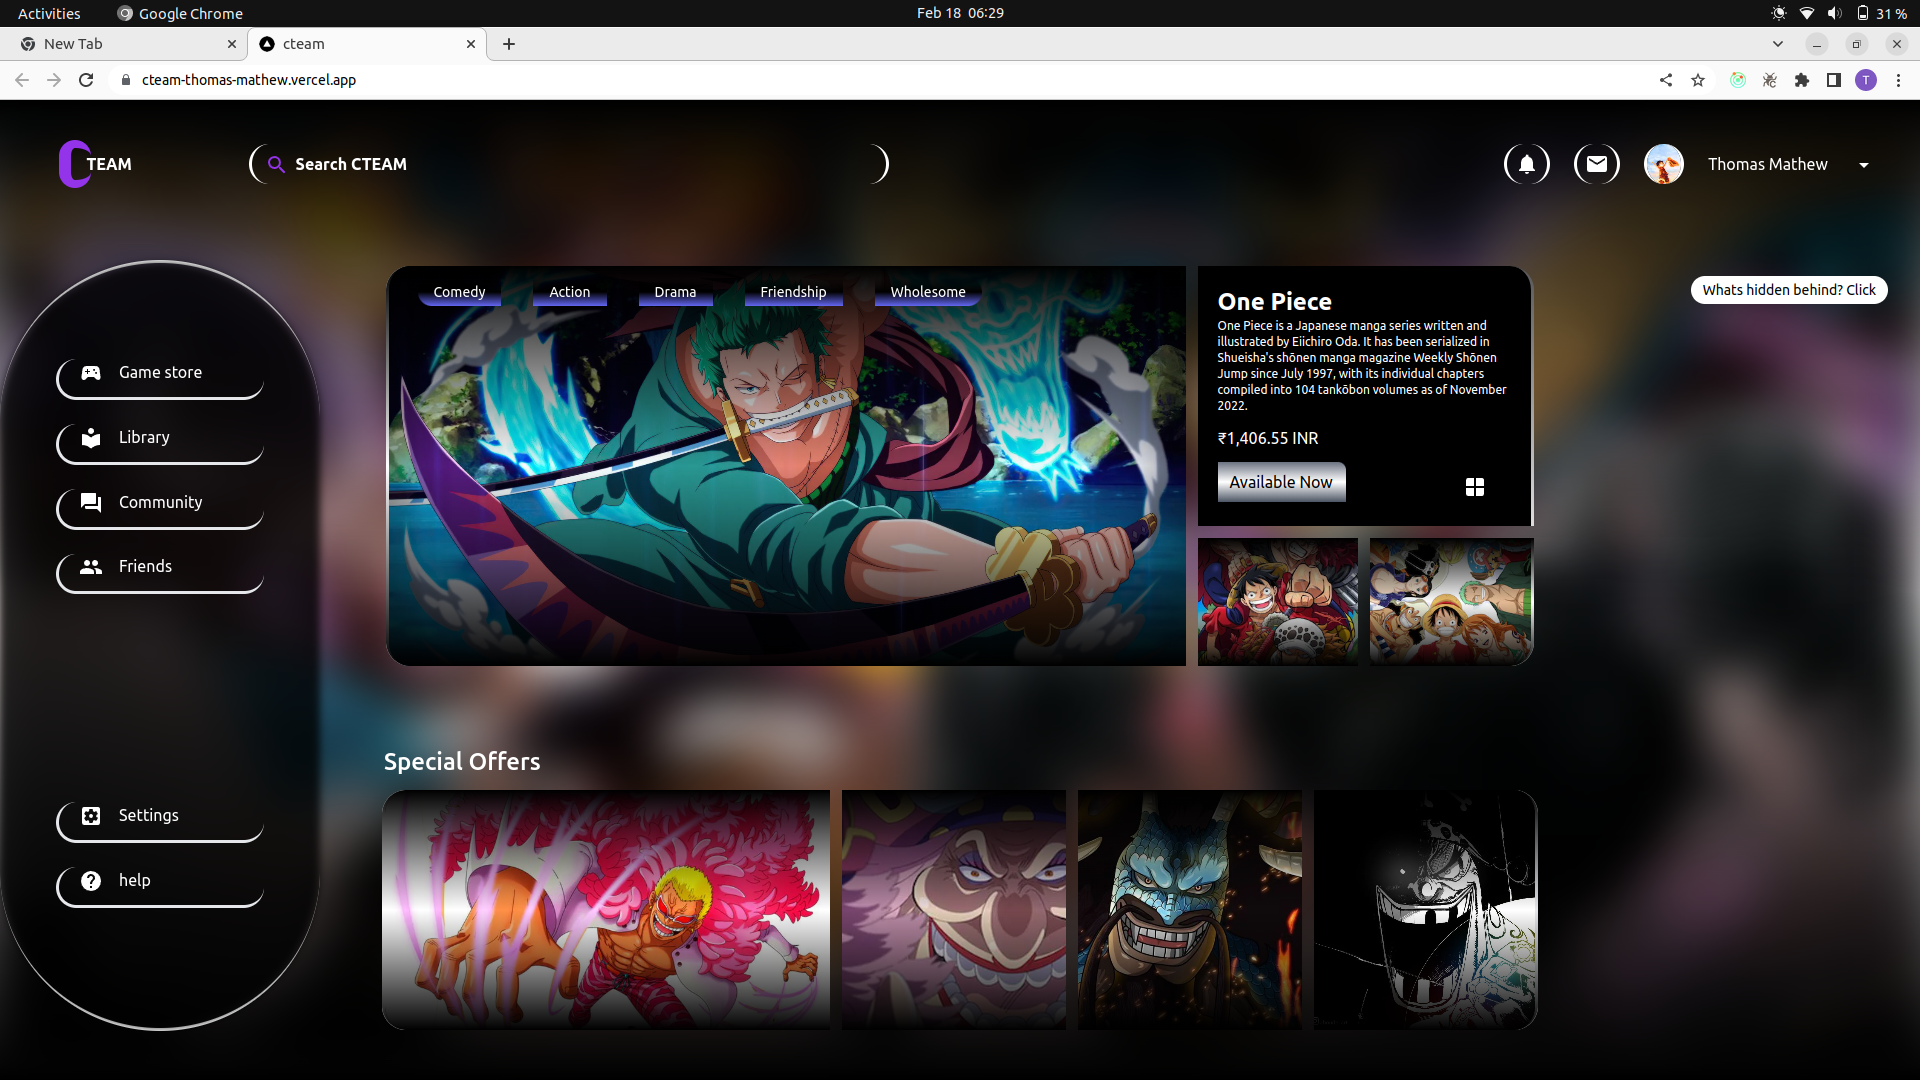 Activities
Google Chrome
Feb 18 06:29
31 %
New Tab
cteam
cteam-thomas-mathew.vercel.app
T
C TEAM
Search CTEAM
Thomas Mathew
Game store
Library
Community
Friends
Settings
help
Comedy
Action
Drama
Friendship
Wholesome
One Piece
One Piece is a Japanese manga series written and
illustrated by Eiichiro Oda. It has been serialized in
Shueisha's shōnen manga magazine Weekly Shōnen
Jump since July 1997, with its individual chapters
compiled into 104 tankōbon volumes as of November
2022.
₹1,406.55 INR
Available Now
Whats hidden behind? Click
Special Offers